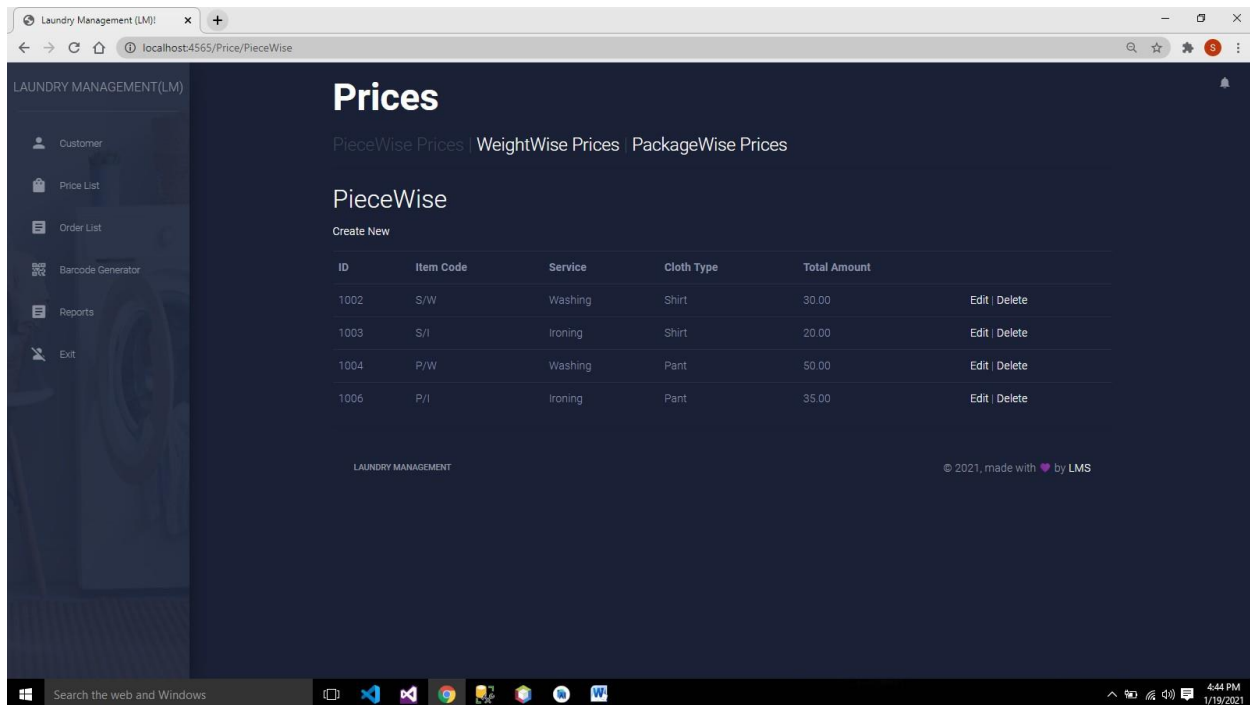 Laundry Management (LM)!
localhost:4565/Price/PieceWise
S
LAUNDRY MANAGEMENT(LM)
Customer
Price List
Order List
Barcode Generator
Reports
Exit
Prices
PieceWise Prices | WeightWise Prices | PackageWise Prices
PieceWise
Create New
ID Item Code Service Cloth Type Total Amount
1002 S/W Washing Shirt 30.00 Edit | Delete
1003 S/I Ironing Shirt 20.00 Edit | Delete
1004 P/W Washing Pant 50.00 Edit | Delete
1006 P/I Ironing Pant 35.00 Edit | Delete
LAUNDRY MANAGEMENT
© 2021, made with 💜 by LMS
Search the web and Windows
W
4:44 PM
1/19/2021